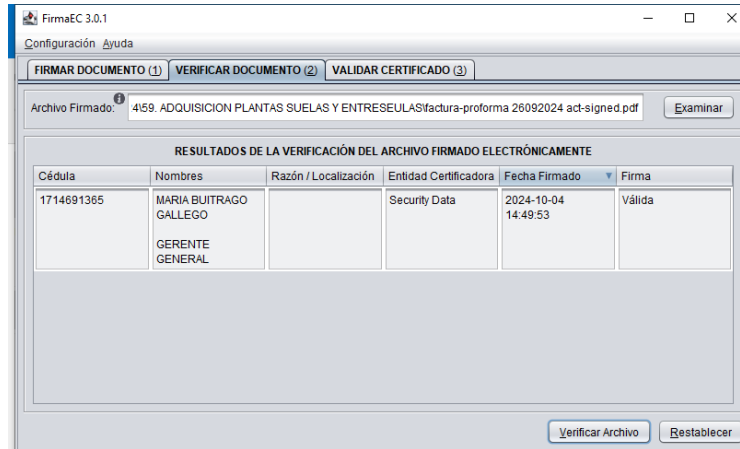 FirmaEC 3.0.1
Configuración Ayuda
FIRMAR DOCUMENTO (1) VERIFICAR DOCUMENTO (2) VALIDAR CERTIFICADO (3)
Archivo Firmado: 4\59. ADQUISICION PLANTAS SUELAS Y ENTRESEULAS\factura-proforma 26092024 act-signed.pdf Examinar
RESULTADOS DE LA VERIFICACIÓN DEL ARCHIVO FIRMADO ELECTRÓNICAMENTE
Cédula Nombres Razón / Localización Entidad Certificadora Fecha Firmado Firma
1714691365 MARIA BUITRAGO Security Data 2024-10-04 Válida
GALLEGO 14:49:53
GERENTE
GENERAL
Verificar Archivo Restablecer